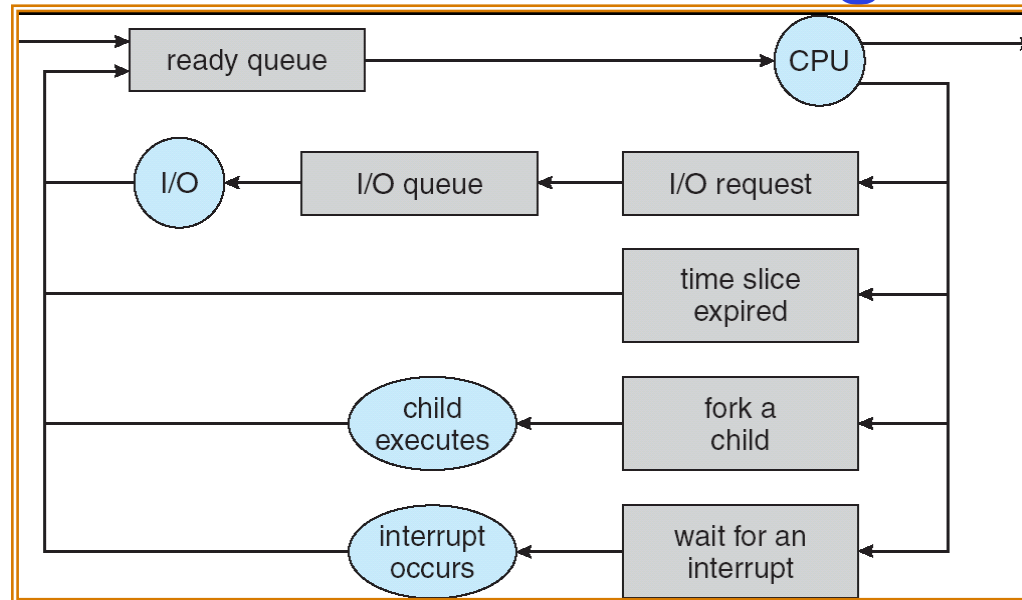 ready queue
CPU
I/O
I/O queue
I/O request
time slice
expired
child
executes
fork a
child
interrupt
occurs
wait for an
interrupt